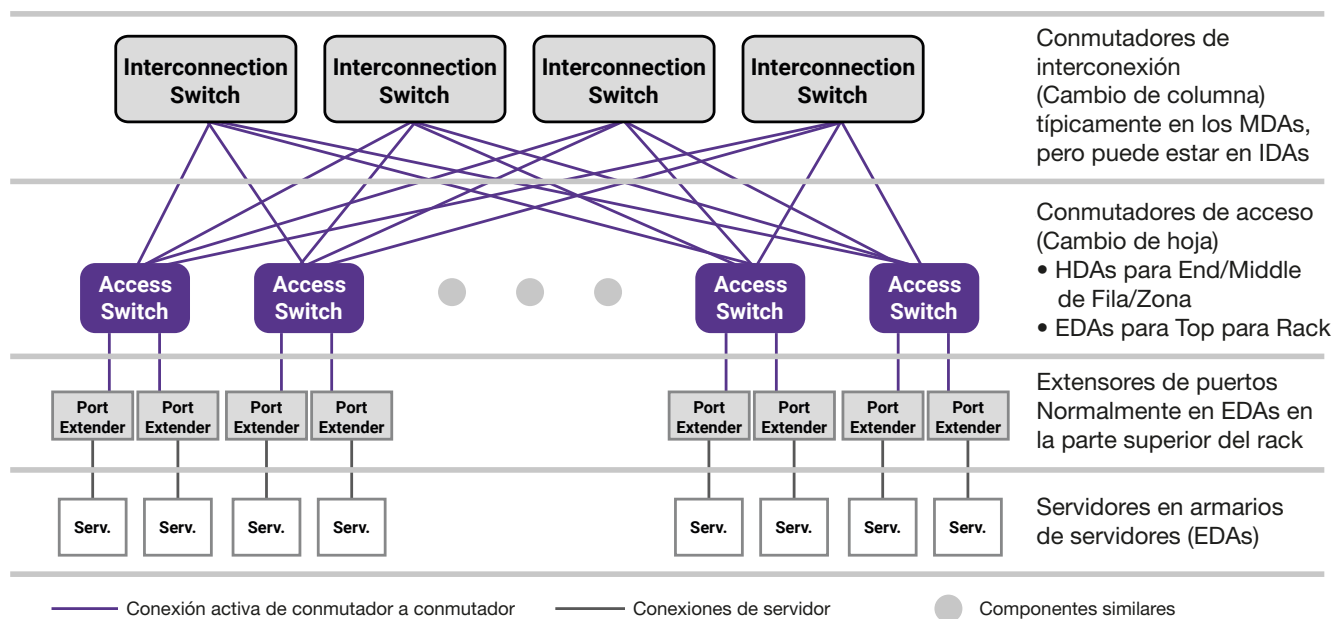 Interconnection
Switch
Interconnection
Switch
Interconnection
Switch
Interconnection
Switch
Conmutadores de
interconexión
(Cambio de columna)
típicamente en los MDAs,
pero puede estar en IDAs
Access
Switch
Access
Switch
Access
Switch
Access
Switch
Conmutadores de acceso
(Cambio de hoja)
• HDAs para End/Middle
de Fila/Zona
• EDAs para Top para Rack
Port
Extender
Port
Extender
Port
Extender
Port
Extender
Port
Extender
Port
Extender
Port
Extender
Port
Extender
Extensores de puertos
Normalmente en EDAs en
la parte superior del rack
Serv.
Serv.
Serv.
Serv.
Serv.
Serv.
Serv.
Serv.
Servidores en armarios
de servidores (EDAs)
Conexión activa de conmutador a conmutador
Conexiones de servidor
Componentes similares